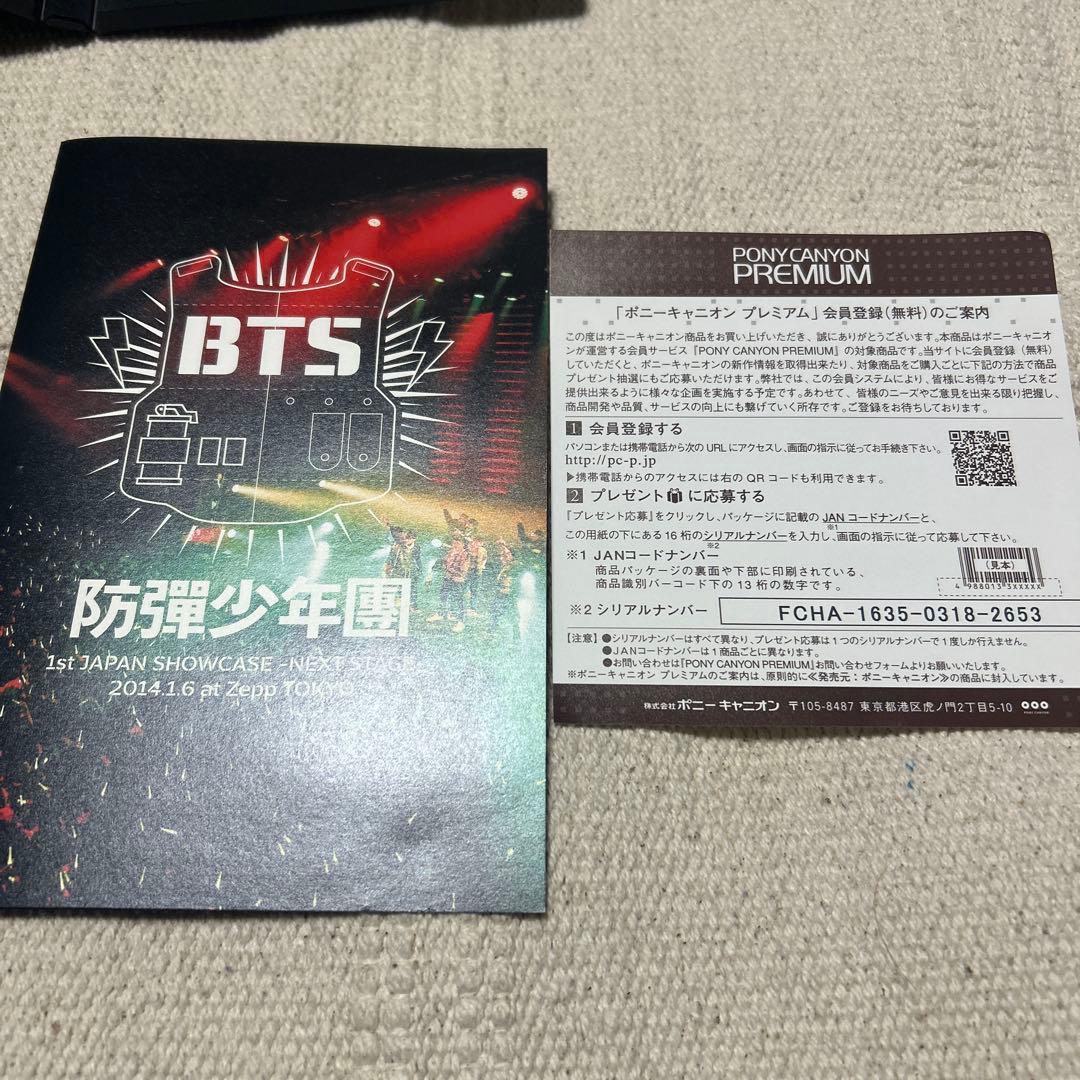 BTS
防彈少年團
1st JAPAN SHOWCASE -NEXT STAGE-
2014.1.6 at Zepp TOKYO
PONY CANYON
PREMIUM
「ポニーキャニオン プレミアム」会員登録(無料)のご案内
この度はポニーキャニオン商品をお買い上げいただき、誠にありがとうございます。本商品はポニーキャニオ
ンが運営する会員サービス『PONY CANYON PREMIUM』の対象商品です。当サイトに会員登録（無料）
していただくと、ポニーキャニオンの新作情報を取得出来たり、対象商品をご購入ごとに下記の方法で商品
プレゼント抽選にもご応募いただけます。弊社では、この会員システムにより、皆様にお得なサービスをご
提供出来るように様々な企画を実施する予定です。あわせて、皆様のニーズやご意見を出来る限り把握し、
商品開発や品質、サービスの向上にも繋げていく所存です。ご登録をお待ちしております。
1 会員登録する
パソコンまたは携帯電話から次のURLにアクセスし、画面の指示に従ってお手続き下さい。
http://pc-p.jp
▶携帯電話からのアクセスには右のQRコードも利用できます。
2 プレゼントに応募する
『プレゼント応募』をクリックし、パッケージに記載のJANコードナンバーと、
※1
この用紙の下にある16桁のシリアルナンバーを入力し、画面の指示に従って応募して下さい。
※2
※1 JANコードナンバー
商品パッケージの裏面や下部に印刷されている、
商品識別バーコード下の13桁の数字です。
(見本)
4 988013 3XXXXX
※2 シリアルナンバー FCHA-1635-0318-2653
【注意】●シリアルナンバーはすべて異なり、プレゼント応募は1つのシリアルナンバーで1度しか行えません。
●JANコードナンバーは1商品ごとに異なります。
●お問い合わせは『PONY CANYON PREMIUM』お問い合わせフォームよりお願いいたします。
※ポニーキャニオン プレミアムのご案内は、原則的に≪発売元：ポニーキャニオン≫の商品に封入しています。
株式会社 ポニーキャニオン 〒105-8487 東京都港区虎ノ門2丁目5-10
PONY CANYON